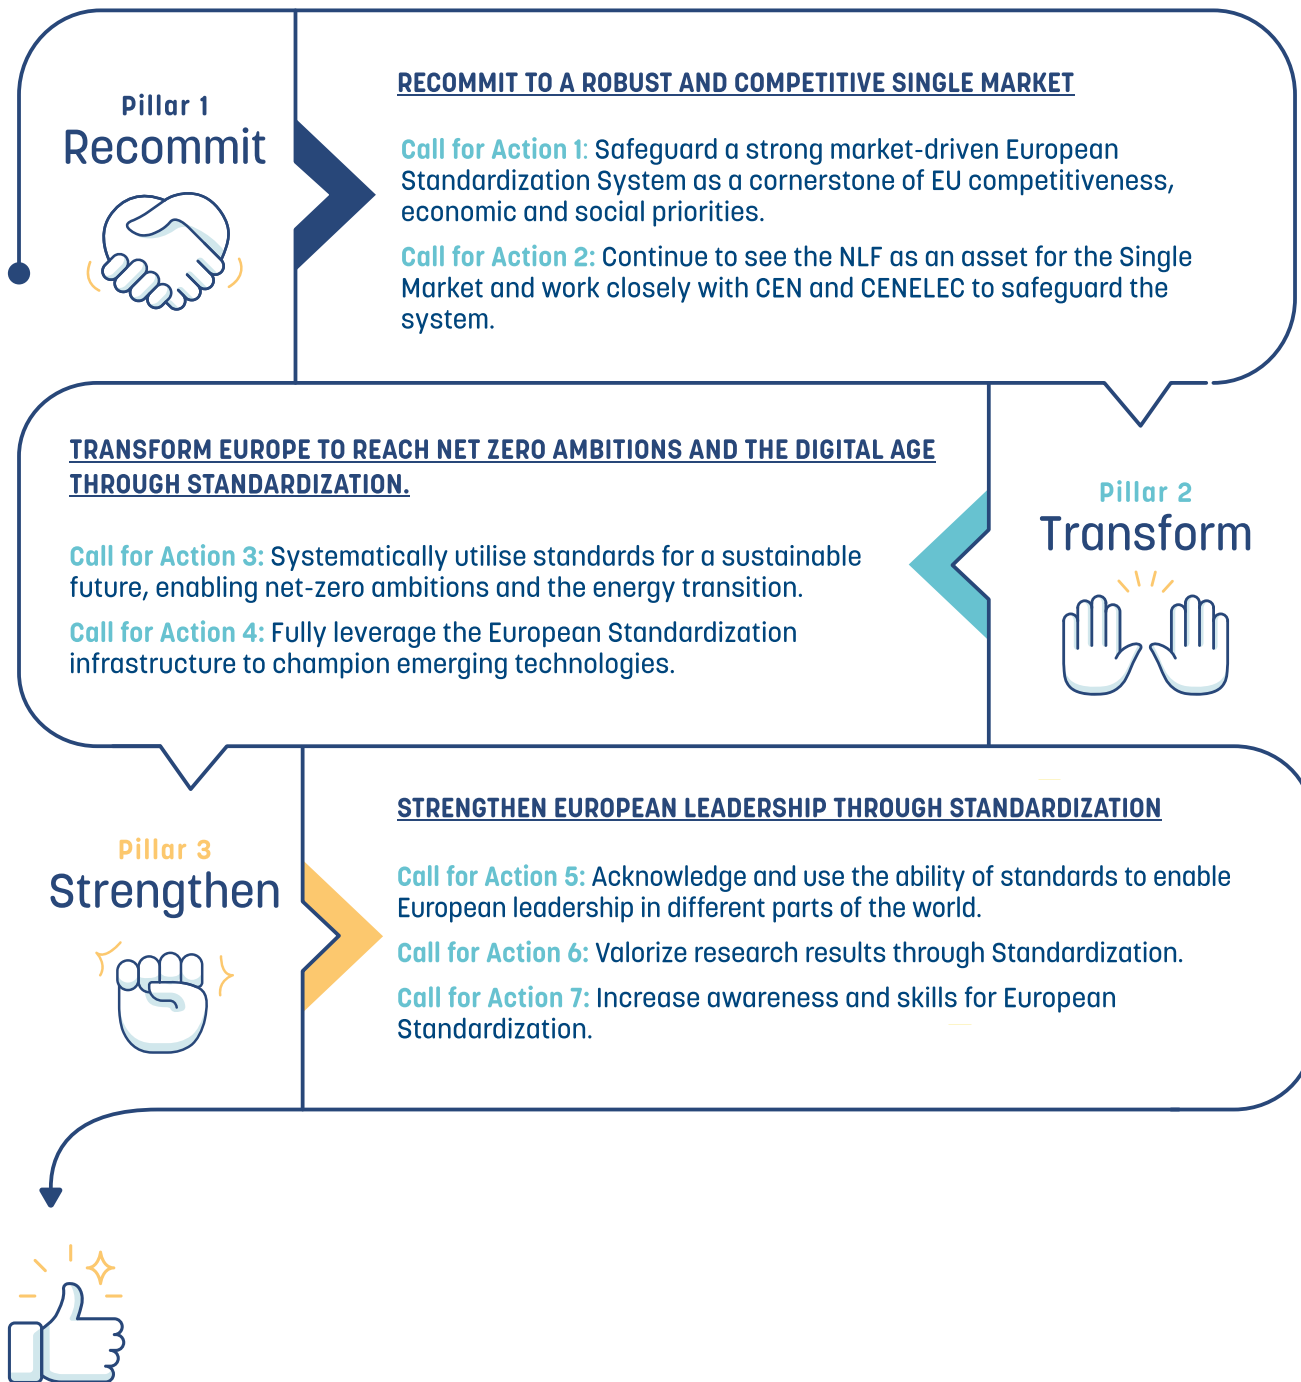 Pillar 1
Recommit
RECOMMIT TO A ROBUST AND COMPETITIVE SINGLE MARKET
Call for Action 1: Safeguard a strong market-driven European
Standardization System as a cornerstone of EU competitiveness,
economic and social priorities.
Call for Action 2: Continue to see the NLF as an asset for the Single
Market and work closely with CEN and CENELEC to safeguard the
system.
TRANSFORM EUROPE TO REACH NET ZERO AMBITIONS AND THE DIGITAL AGE
THROUGH STANDARDIZATION.
Call for Action 3: Systematically utilise standards for a sustainable
future, enabling net-zero ambitions and the energy transition.
Call for Action 4: Fully leverage the European Standardization
infrastructure to champion emerging technologies.
Pillar 2
Transform
Pillar 3
Strengthen
STRENGTHEN EUROPEAN LEADERSHIP THROUGH STANDARDIZATION
Call for Action 5: Acknowledge and use the ability of standards to enable
European leadership in different parts of the world.
Call for Action 6: Valorize research results through Standardization.
Call for Action 7: Increase awareness and skills for European
Standardization.